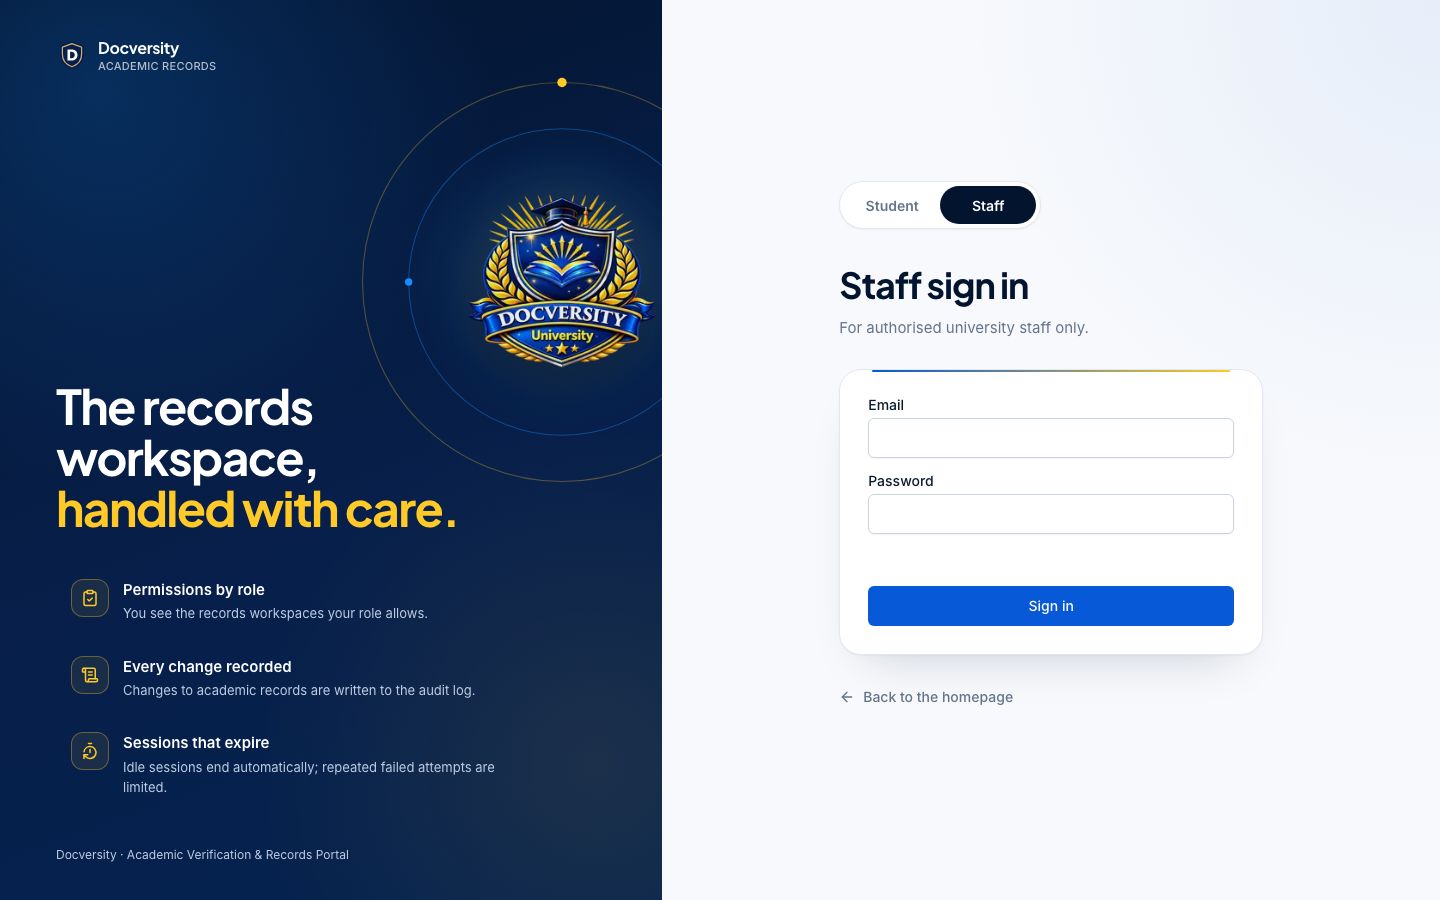 Docversity
ACADEMIC RECORDS
DOCVERSITY
University
The records
workspace,
handled with care.
Permissions by role
You see the records workspaces your role allows.
Every change recorded
Changes to academic records are written to the audit log.
Sessions that expire
Idle sessions end automatically; repeated failed attempts are
limited.
Docversity · Academic Verification & Records Portal
Student
Staff
Staff sign in
For authorised university staff only.
Email
Password
Sign in
Back to the homepage